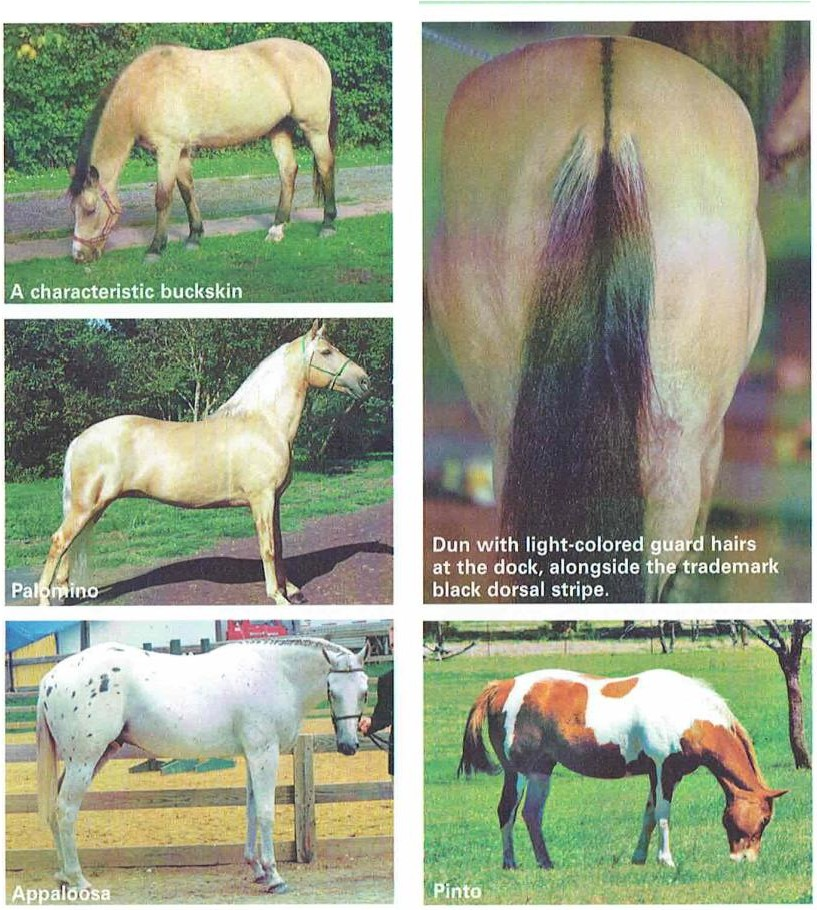 A characteristic buckskin
Palomino
Appaloosa
Dun with light-colored guard hairs
at the dock, alongside the trademark
black dorsal stripe.
Pinto